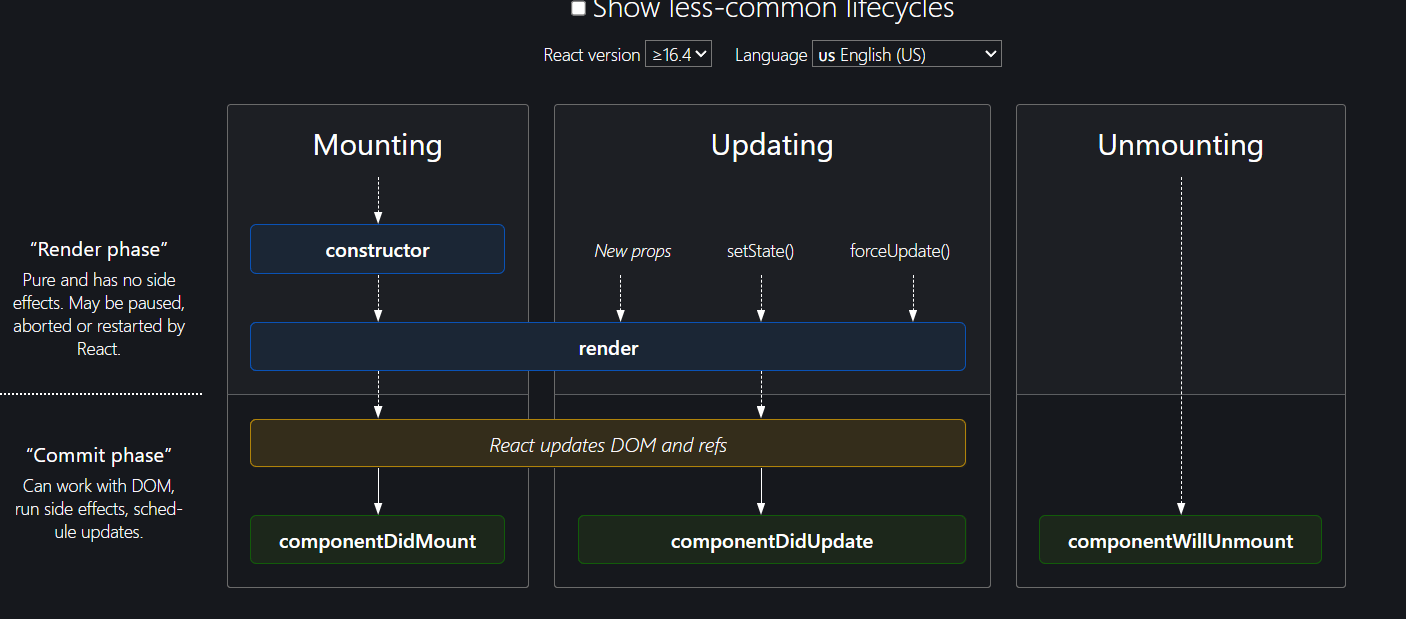 Show less-common lifecycles
React version ≥16.4 Language us English (US)
Mounting
Updating
Unmounting
“Render phase”
Pure and has no side
effects. May be paused,
aborted or restarted by
React.
constructor
New props
setState()
forceUpdate()
render
“Commit phase”
Can work with DOM,
run side effects, sched-
ule updates.
React updates DOM and refs
componentDidMount
componentDidUpdate
componentWillUnmount